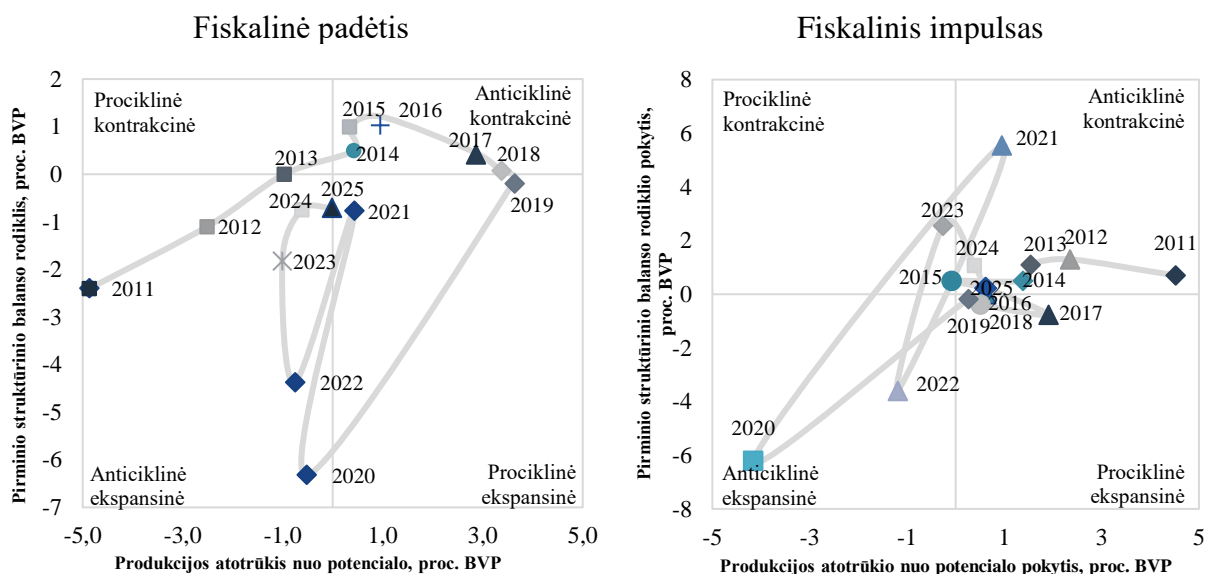 Fiskalinė padėtis
Pirminio struktūrinio balanso rodiklis, proc. BVP
2
1
0
-1
-2
-3
-4
-5
-6
-7
Prociklinė
kontrakcinė
Anticiklinė
kontrakcinė
2015
2016
2017
2013
2014
2018
2025
2024
2021
2019
2012
2023
2011
2022
2020
Anticiklinė
ekspansinė
Prociklinė
ekspansinė
-5,0
-3,0
-1,0
1,0
3,0
5,0
Produkcijos atotrūkis nuo potencialo, proc. BVP
Fiskalinis impulsas
Pirminio struktūrinio balanso rodiklio pokytis,
proc. BVP
8
6
4
2
0
-2
-4
-6
-8
Prociklinė
kontrakcinė
Anticiklinė
kontrakcinė
2021
2023
2024
2013
2012
2011
2015
2025
2014
2016
2019
2018
2017
2022
2020
Anticiklinė
ekspansinė
Prociklinė
ekspansinė
-5
-3
-1
1
3
5
Produkcijos atotrūkio nuo potencialo pokytis, proc. BVP